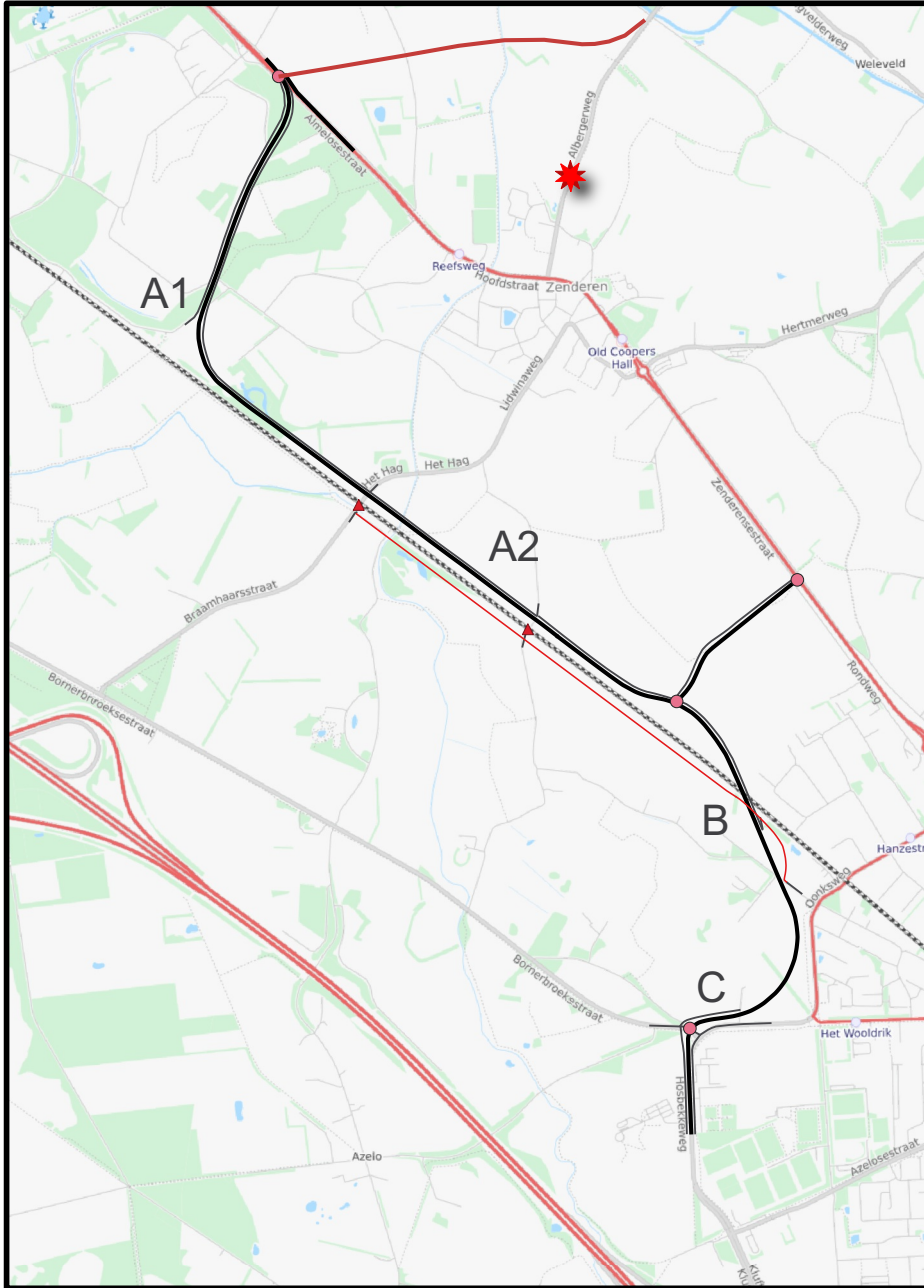 Weleveld
Albergerweg
Almelosestraat
Reefsweg
Hoofdstraat
Zenderen
A1
Hertmerweg
Old Coopers
Hall
Lidwinaweg
Het Hag
Het Hag
Zenderensestraat
A2
Braamhaarsstraat
Rondweg
Bornerbroeksestraat
B
Hanzestr
Oonksweg
Bornerbroeksestraat
C
Het Wooldrik
Hosbekkeweg
Azelosestraat
Azelo